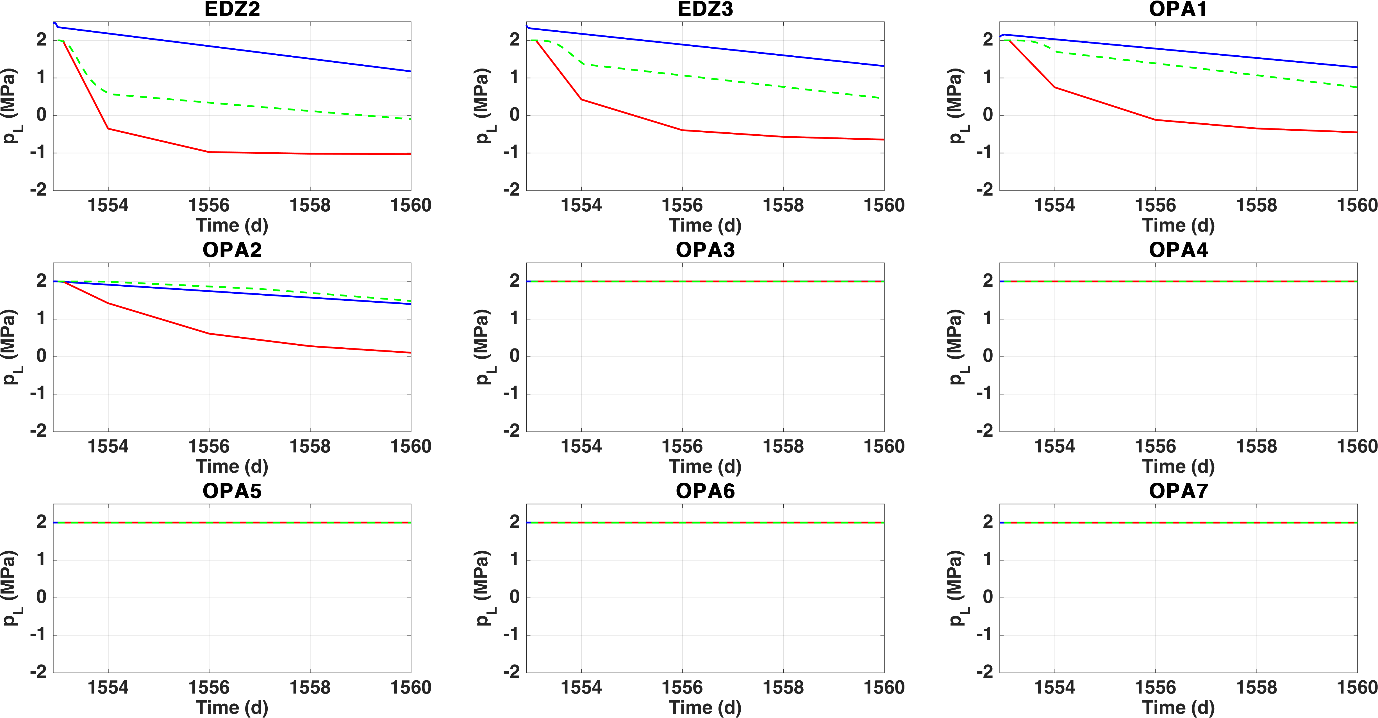 EDZ2 EDZ3 OPA1
p_L (MPa) 2 1 0 -1 -2 p_L (MPa) 2 1 0 -1 -2 p_L (MPa) 2 1 0 -1 -2
1554 1556 1558 1560 1554 1556 1558 1560 1554 1556 1558 1560
Time (d) Time (d) Time (d)
OPA2 OPA3 OPA4
p_L (MPa) 2 1 0 -1 -2 p_L (MPa) 2 1 0 -1 -2 p_L (MPa) 2 1 0 -1 -2
1554 1556 1558 1560 1554 1556 1558 1560 1554 1556 1558 1560
Time (d) Time (d) Time (d)
OPA5 OPA6 OPA7
p_L (MPa) 2 1 0 -1 -2 p_L (MPa) 2 1 0 -1 -2 p_L (MPa) 2 1 0 -1 -2
1554 1556 1558 1560 1554 1556 1558 1560 1554 1556 1558 1560
Time (d) Time (d) Time (d)